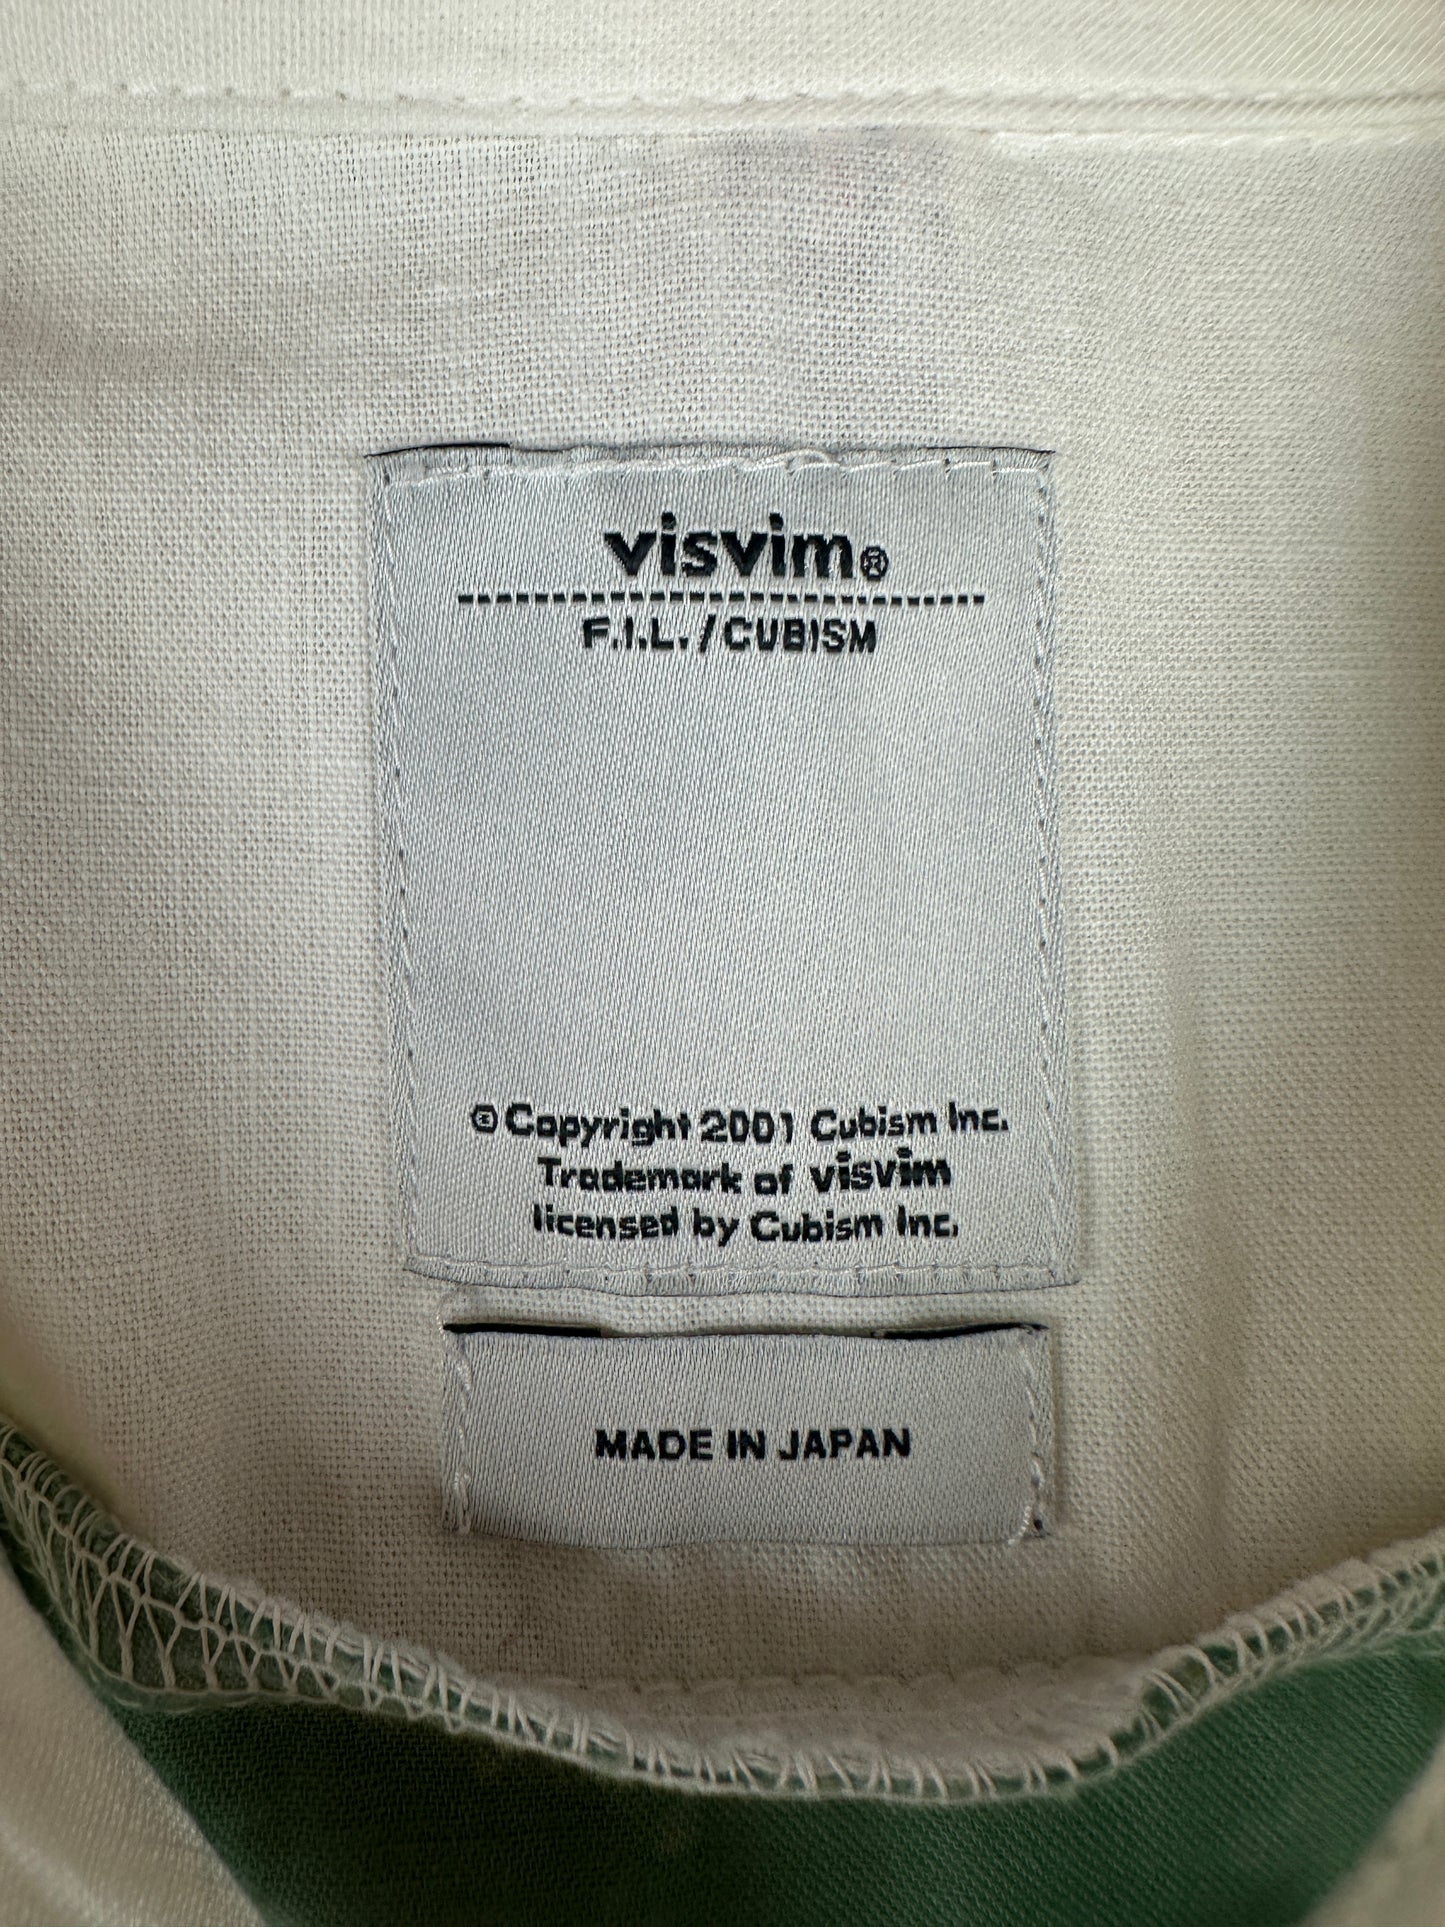 visvim®
F.I.L./CUBISM
©Copyright 2001 Cubism Inc.
Trademark of visvim
licensed by Cubism Inc.
MADE IN JAPAN